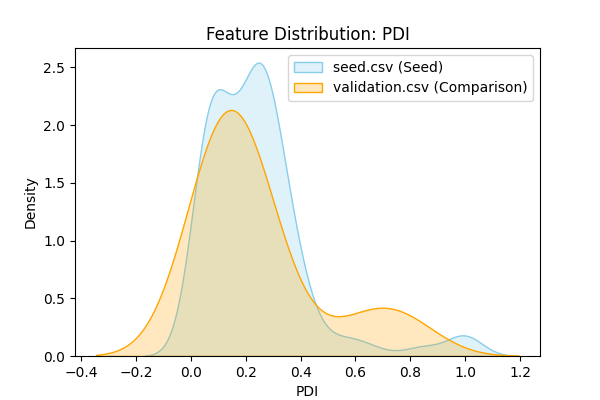 Feature Distribution: PDI
seed.csv (Seed)
validation.csv (Comparison)
Density
2.5
2.0
1.5
1.0
0.5
0.0
−0.4 −0.2 0.0 0.2 0.4 0.6 0.8 1.0 1.2
PDI